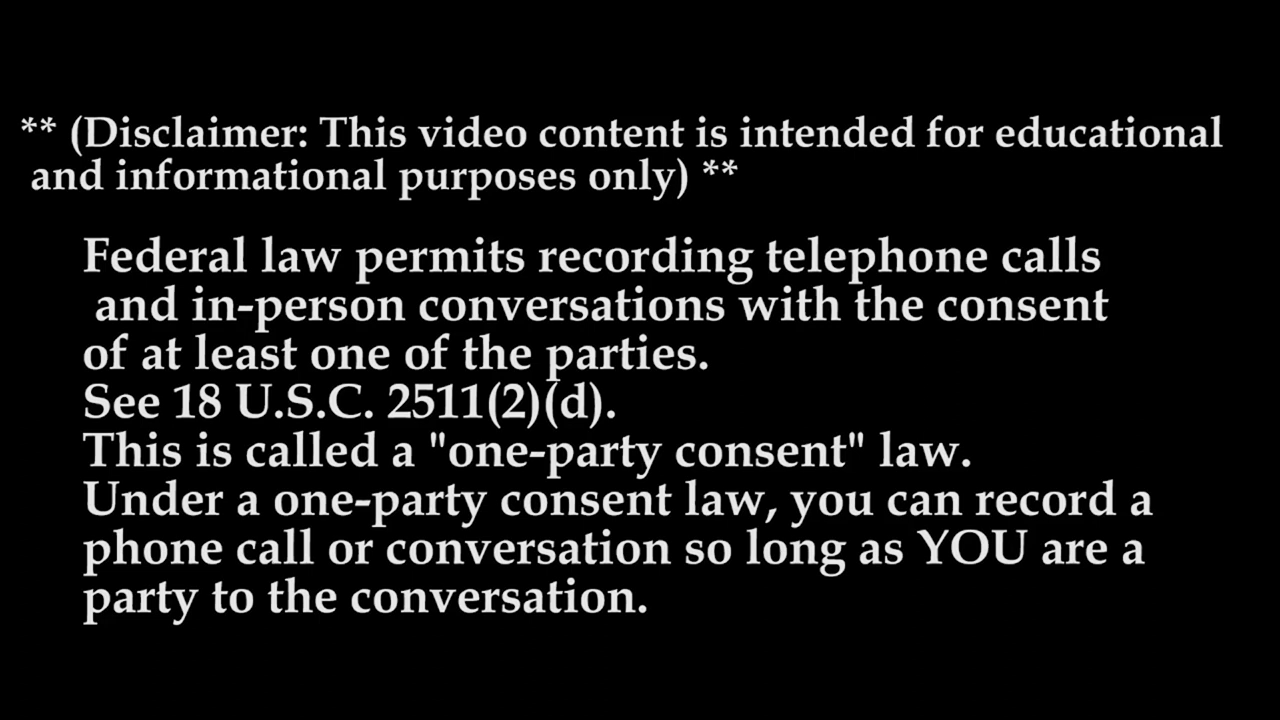 ** (Disclaimer: This video content is intended for educational
and informational purposes only) **
Federal law permits recording telephone calls
and in-person conversations with the consent
of at least one of the parties.
See 18 U.S.C. 2511(2)(d).
This is called a "one-party consent" law.
Under a one-party consent law, you can record a
phone call or conversation so long as YOU are a
party to the conversation.